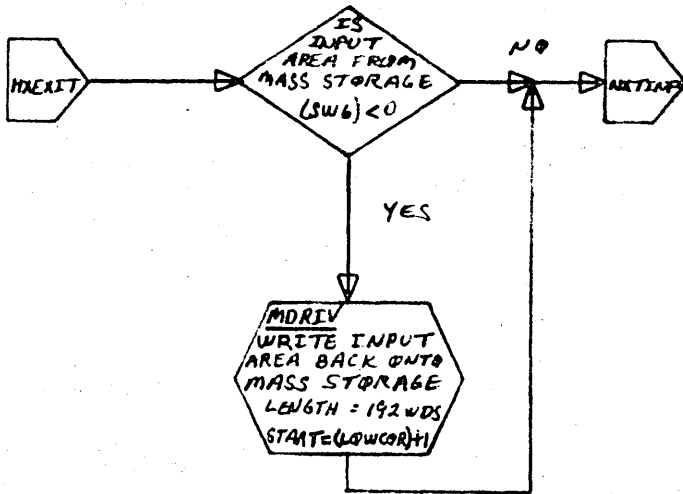 HXEXIT
IS
INPUT
AREA FROM
MASS STORAGE
(SW6) < 0
NO
NXTINP
YES
MDRIV
WRITE INPUT
AREA BACK ONTO
MASS STORAGE
LENGTH = 192 WDS
START=(LOWCOR)+1